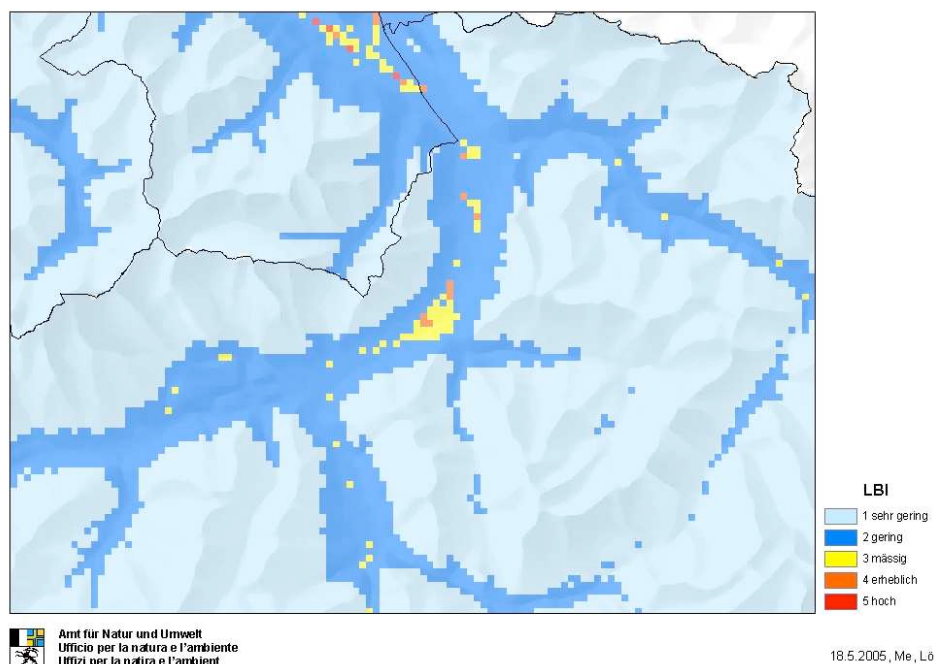 LBI
1 sehr gering
2 gering
3 mässig
4 erheblich
5 hoch
Amt für Natur und Umwelt
Ufficio per la natura e l'ambiente
Uffizi per la natira e l'ambient
18.5.2005, Me, Lö